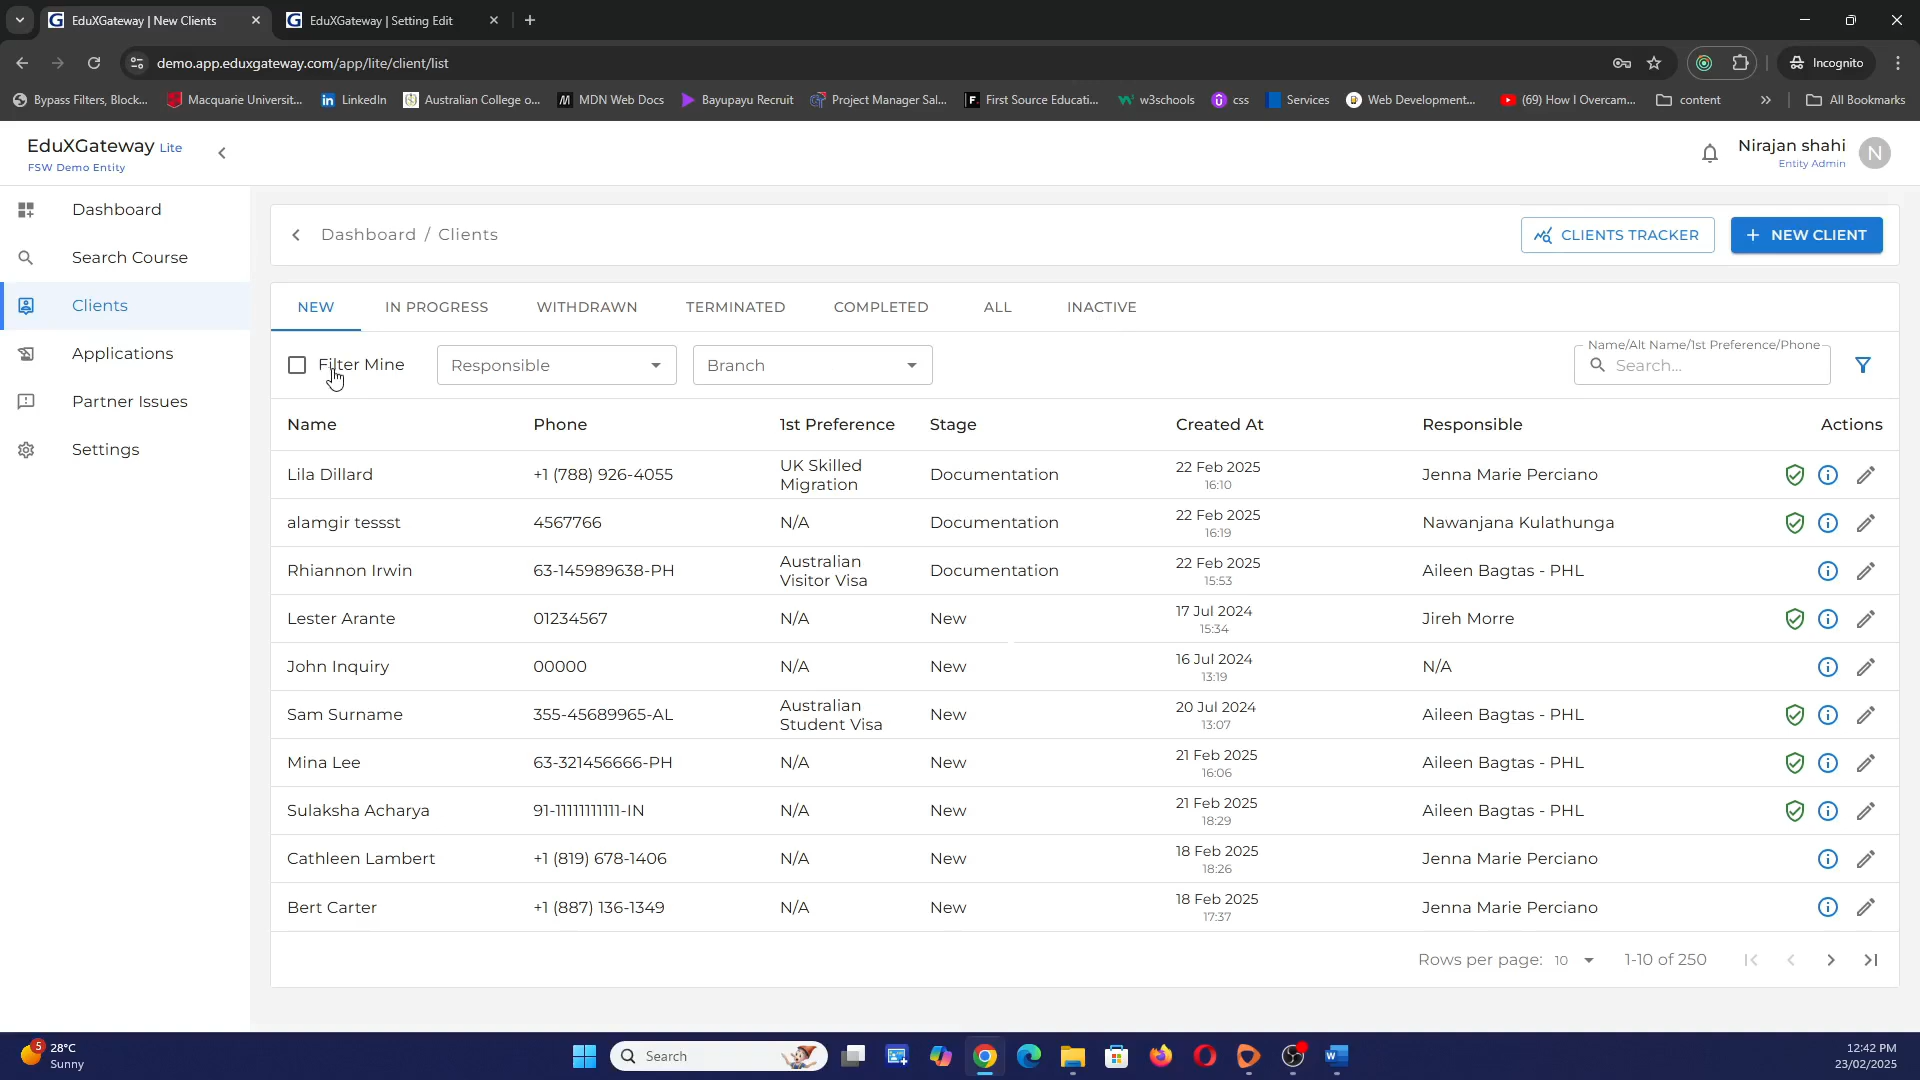 EduXGateway | New Clients
EduXGateway | Setting Edit
demo.app.eduxgateway.com/app/lite/client/list
Incognito
Bypass Filters, Block...
Macquarie Universit...
LinkedIn
Australian College o...
MDN Web Docs
Bayupayu Recruit
Project Manager Sal...
First Source Educati...
w3schools
css
Services
Web Development...
(69) How I Overcam...
content
All Bookmarks
EduXGateway Lite
FSW Demo Entity
Nirajan shahi
Entity Admin
N
Dashboard
Search Course
Clients
Applications
Partner Issues
Settings
Dashboard / Clients
CLIENTS TRACKER
+ NEW CLIENT
NEW IN PROGRESS WITHDRAWN TERMINATED COMPLETED ALL INACTIVE
Filter Mine
Responsible
Branch
Name/Alt Name/1st Preference/Phone
Search...
Name Phone 1st Preference Stage Created At Responsible Actions
Lila Dillard +1 (788) 926-4055 UK Skilled Migration Documentation 22 Feb 2025 16:10 Jenna Marie Perciano
alamgir tessst 4567766 N/A Documentation 22 Feb 2025 16:19 Nawanjana Kulathunga
Rhiannon Irwin 63-145989638-PH Australian Visitor Visa Documentation 22 Feb 2025 15:53 Aileen Bagtas - PHL
Lester Arante 01234567 N/A New 17 Jul 2024 15:34 Jireh Morre
John Inquiry 00000 N/A New 16 Jul 2024 13:19 N/A
Sam Surname 355-45689965-AL Australian Student Visa New 20 Jul 2024 13:07 Aileen Bagtas - PHL
Mina Lee 63-321456666-PH N/A New 21 Feb 2025 16:06 Aileen Bagtas - PHL
Sulaksha Acharya 91-11111111111-IN N/A New 21 Feb 2025 18:29 Aileen Bagtas - PHL
Cathleen Lambert +1 (819) 678-1406 N/A New 18 Feb 2025 18:26 Jenna Marie Perciano
Bert Carter +1 (887) 136-1349 N/A New 18 Feb 2025 17:37 Jenna Marie Perciano
Rows per page: 10 1-10 of 250
5
28°C
Sunny
Search
12:42 PM
23/02/2025